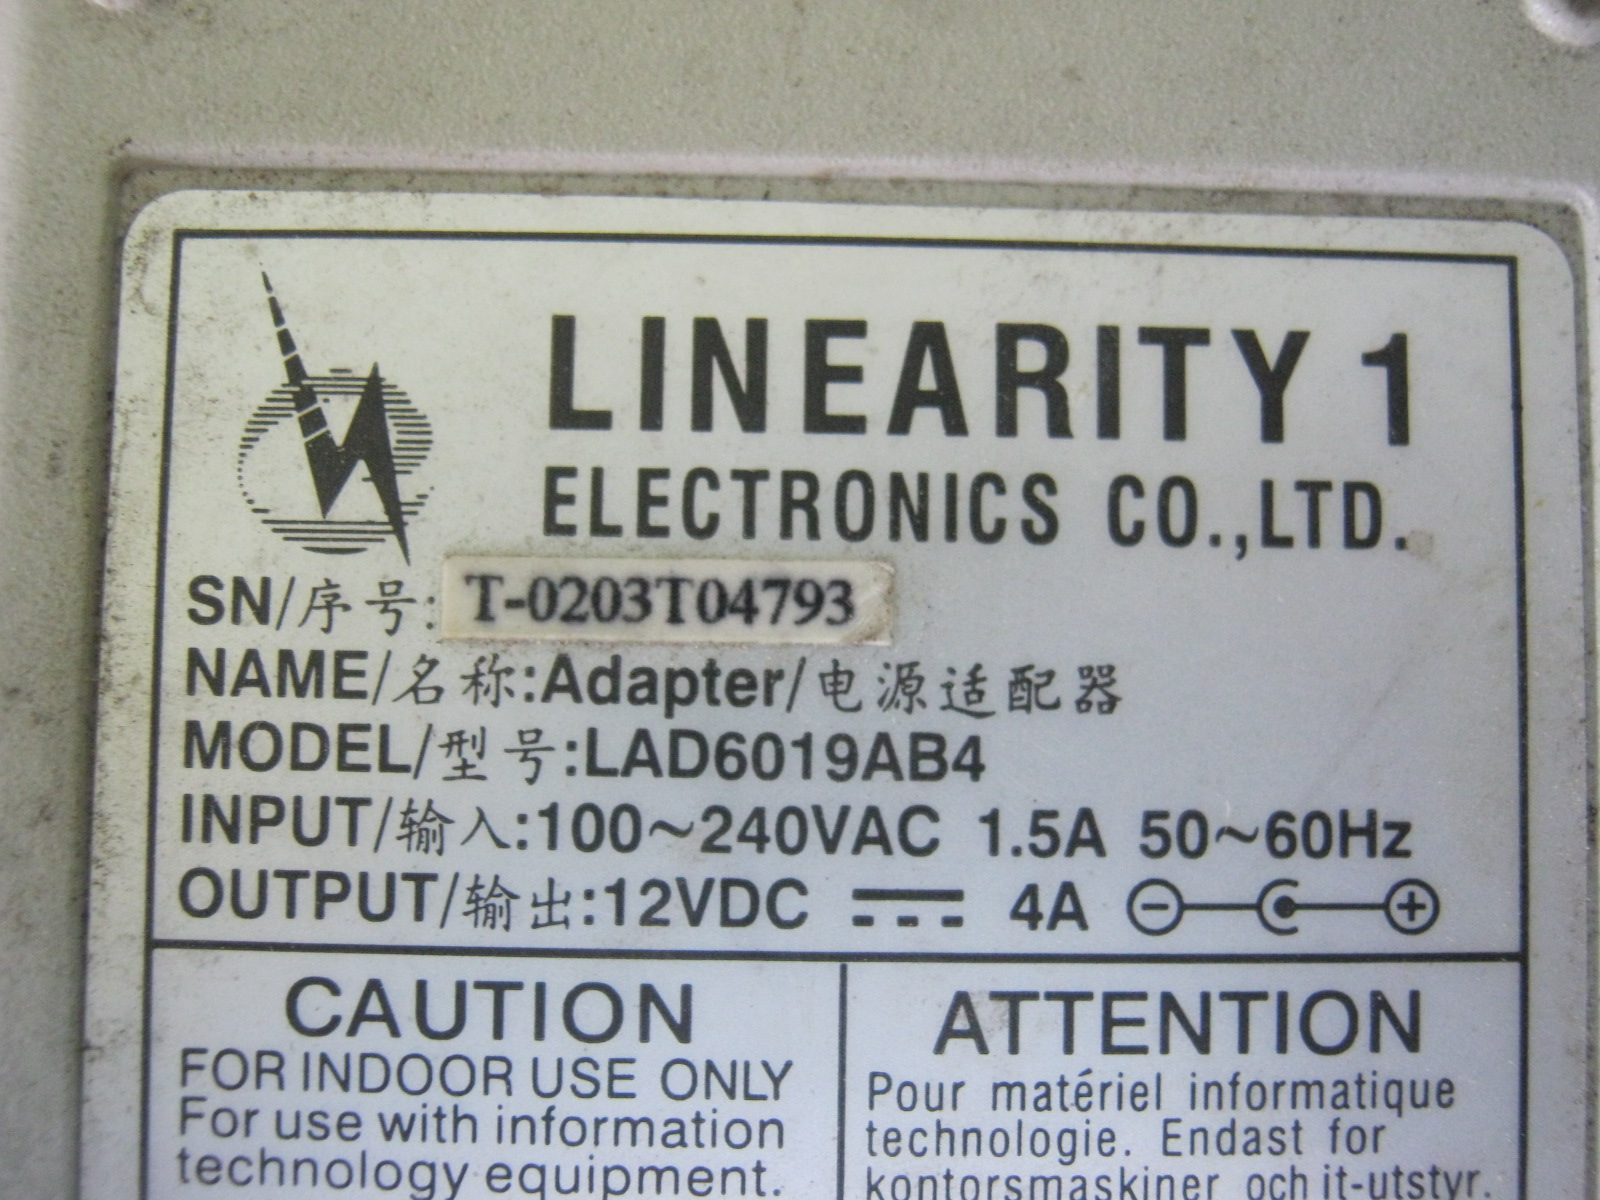 LINEARITY 1
ELECTRONICS CO.,LTD.
SN/序号: T-0203T04793
NAME/名称:Adapter/电源适配器
MODEL/型号:LAD6019AB4
INPUT/输入:100~240VAC 1.5A 50~60Hz
OUTPUT/输出:12VDC 4A
CAUTION
FOR INDOOR USE ONLY
For use with information
technology equipment.
ATTENTION
Pour matériel informatique
technologie. Endast for
kontorsmaskiner och it-utstyr.